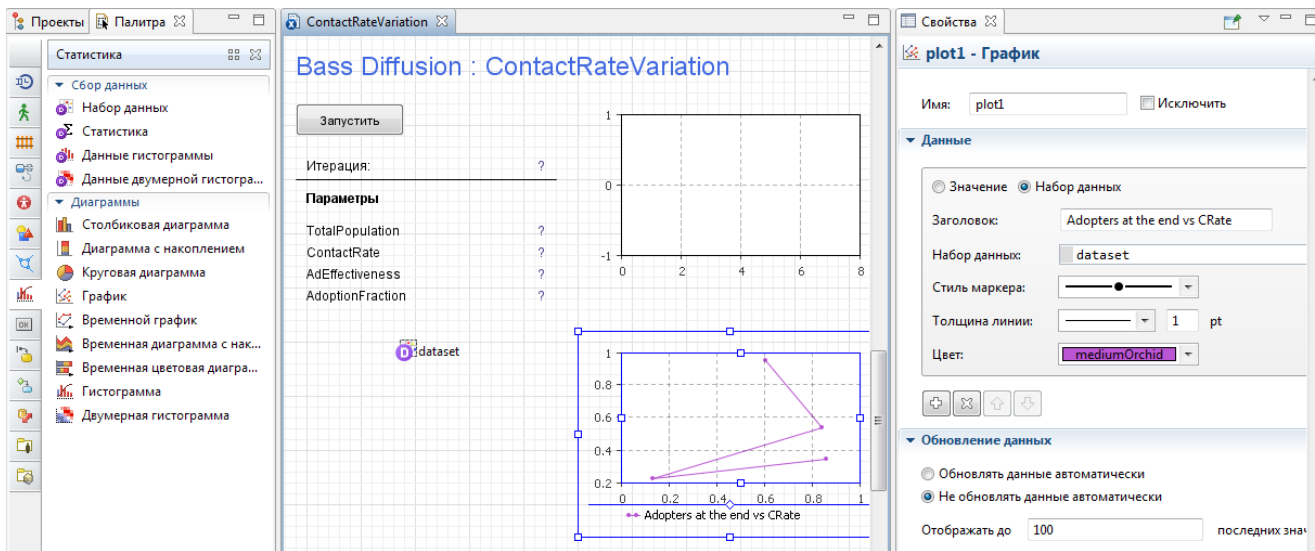 Проекты Палитра
Статистика
Сбор данных
Набор данных
Статистика
Данные гистограммы
Данные двумерной гистогра...
Диаграммы
Столбиковая диаграмма
Диаграмма с накоплением
Круговая диаграмма
График
Временной график
Временная диаграмма с нак...
Временная цветовая диагра...
Гистограмма
Двумерная гистограмма
OK
ContactRateVariation
Bass Diffusion : ContactRateVariation
Запустить
Итерация: ?
Параметры
TotalPopulation ?
ContactRate ?
AdEffectiveness ?
AdoptionFraction ?
D dataset
1
0
-1
0 2 4 6 8
1
0.8
0.6
0.4
0.2
0 0.2 0.4 0.6 0.8 1
Adopters at the end vs CRate
Свойства
plot1 - График
Имя: plot1 Исключить
Данные
Значение Набор данных
Заголовок: Adopters at the end vs CRate
Набор данных: dataset
Стиль маркера:
Толщина линии: 1 pt
Цвет: mediumOrchid
Обновление данных
Обновлять данные автоматически
Не обновлять данные автоматически
Отображать до 100 последних знач